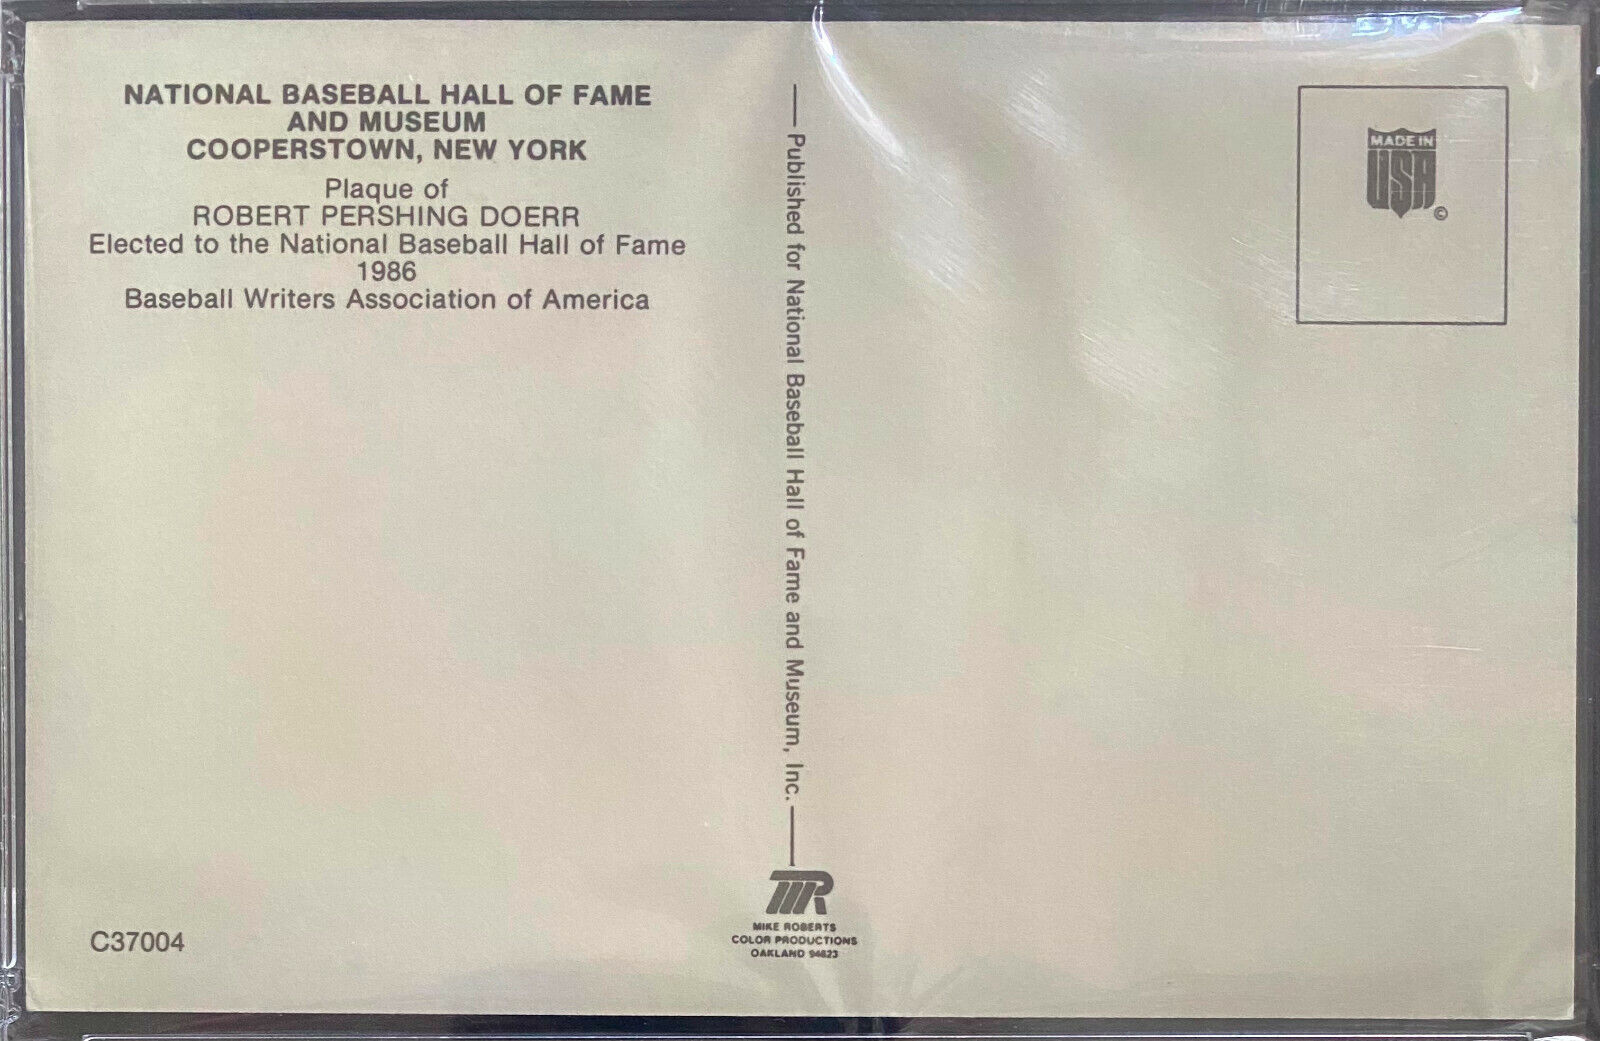 NATIONAL BASEBALL HALL OF FAME
AND MUSEUM
COOPERSTOWN, NEW YORK
Plaque of
ROBERT PERSHING DOERR
Elected to the National Baseball Hall of Fame
1986
Baseball Writers Association of America
C37004
Published for National Baseball Hall of Fame and Museum, Inc.
MR
MIKE ROBERTS
COLOR PRODUCTIONS
OAKLAND 94623
MADE IN
USA
©